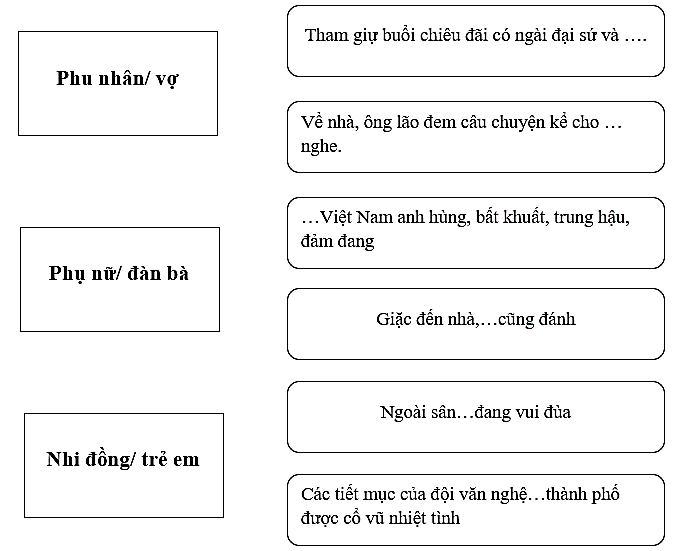 Phu nhân/ vợ
Tham giự buổi chiêu đãi có ngài đại sứ và ….
Về nhà, ông lão đem câu chuyện kể cho …
nghe.
Phụ nữ/ đàn bà
…Việt Nam anh hùng, bất khuất, trung hậu,
đảm đang
Giặc đến nhà,…cũng đánh
Nhi đồng/ trẻ em
Ngoài sân…đang vui đùa
Các tiết mục của đội văn nghệ…thành phố
được cổ vũ nhiệt tình